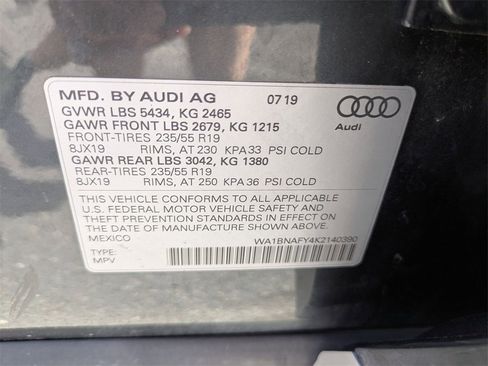 MFD. BY AUDI AG 07 19
GVWR LBS 5434, KG 2465
GAWR FRONT LBS 2679, KG 1215
FRONT-TIRES 235/55 R19
8JX19 RIMS, AT 230 KPA 33 PSI COLD
GAWR REAR LBS 3042, KG 1380
REAR-TIRES 235/55 R19
8JX19 RIMS, AT 250 KPA 36 PSI COLD
Audi
THIS VEHICLE CONFORMS TO ALL APPLICABLE
U.S. FEDERAL MOTOR VEHICLE SAFETY AND
THEFT PREVENTION STANDARDS IN EFFECT ON
THE DATE OF MANUFACTURE SHOWN ABOVE.
MEXICO WA1BNAFY4K2140390
TYPE:
MPV